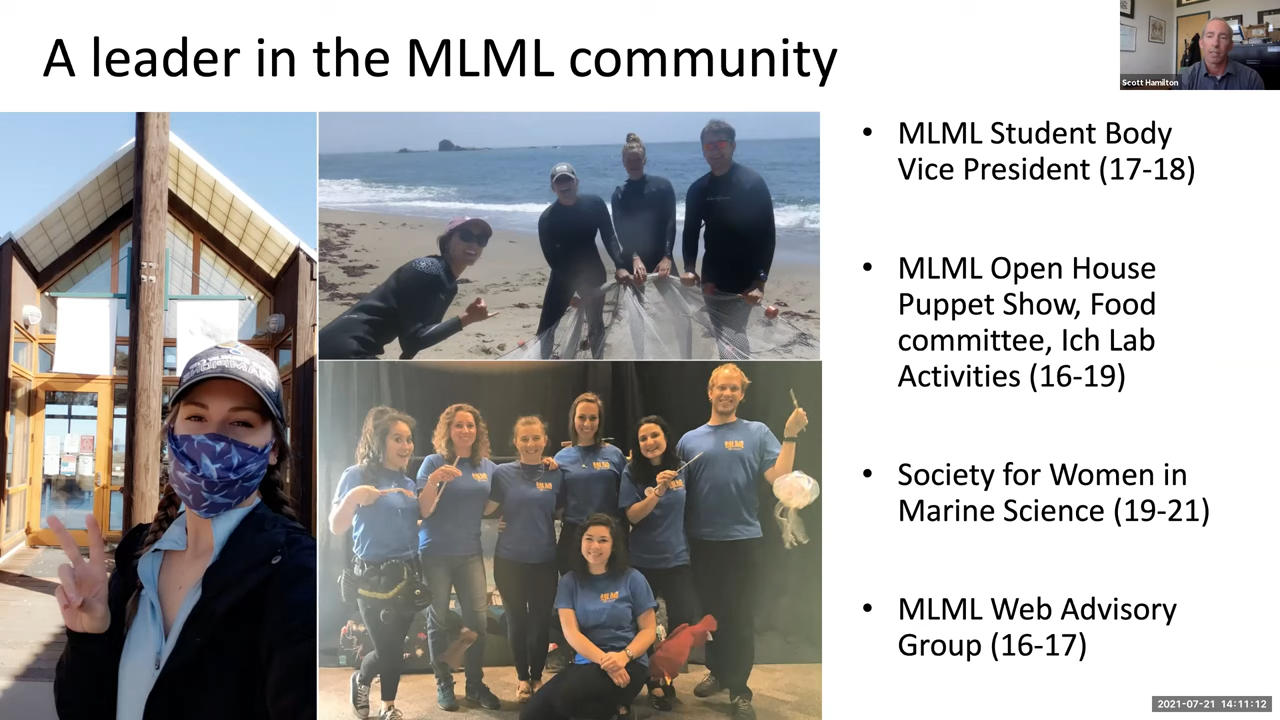 A leader in the MLML community
Scott Hamilton
• MLML Student Body
Vice President (17-18)
• MLML Open House
Puppet Show, Food
committee, Ich Lab
Activities (16-19)
• Society for Women in
Marine Science (19-21)
• MLML Web Advisory
Group (16-17)
2021-07-21 14:11:12